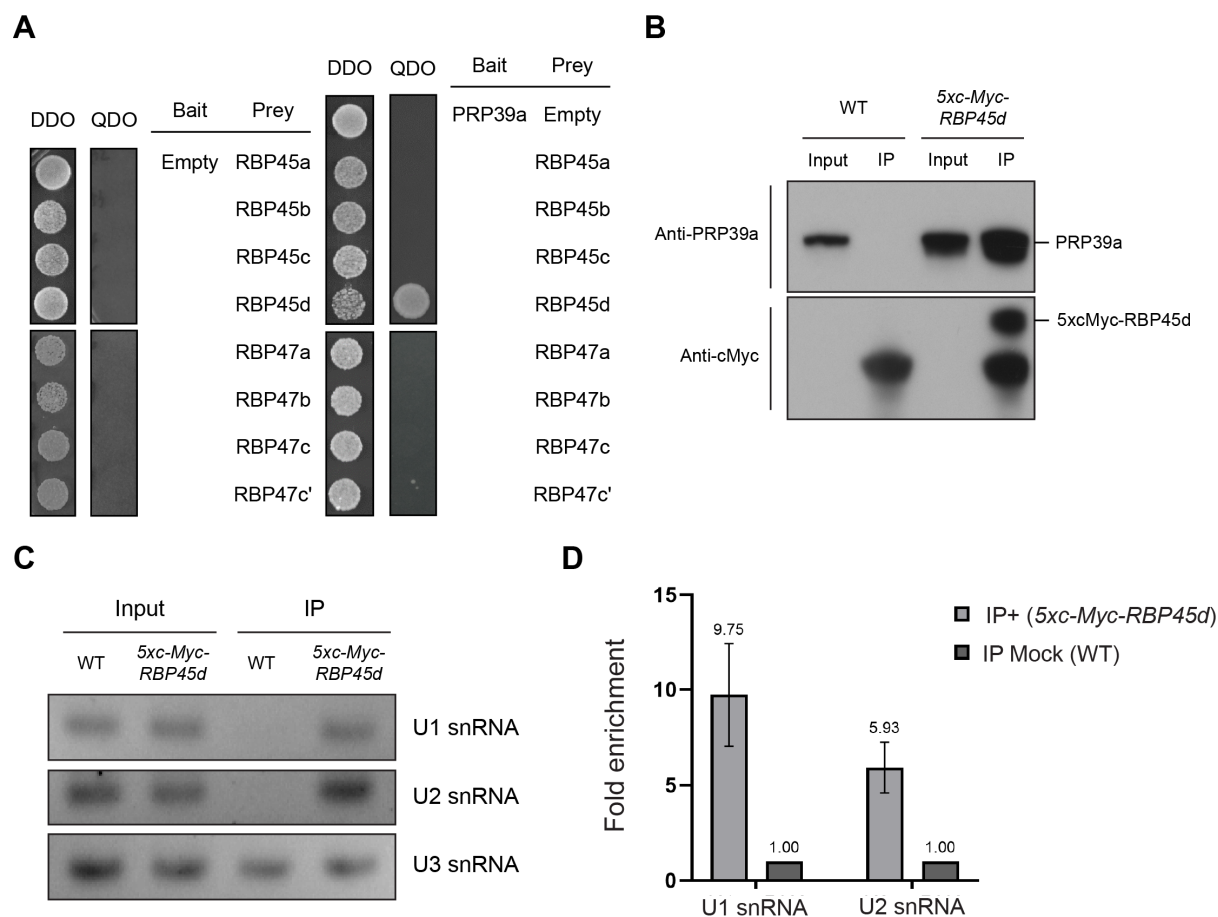 A
DDO QDO Bait Prey
Empty RBP45a
RBP45b
RBP45c
RBP45d
RBP47a
RBP47b
RBP47c
RBP47c'
DDO QDO Bait Prey
PRP39a Empty
RBP45a
RBP45b
RBP45c
RBP45d
RBP47a
RBP47b
RBP47c
RBP47c'
B
WT 5xc-Myc-
RBP45d
Input IP Input IP
Anti-PRP39a PRP39a
5xcMyc-RBP45d
Anti-cMyc
C
Input IP
WT 5xc-Myc-
RBP45d WT 5xc-Myc-
RBP45d
U1 snRNA
U2 snRNA
U3 snRNA
D
Fold enrichment
15
10
5
0
9.75
1.00
5.93
1.00
U1 snRNA U2 snRNA
IP+ (5xc-Myc-RBP45d)
IP Mock (WT)